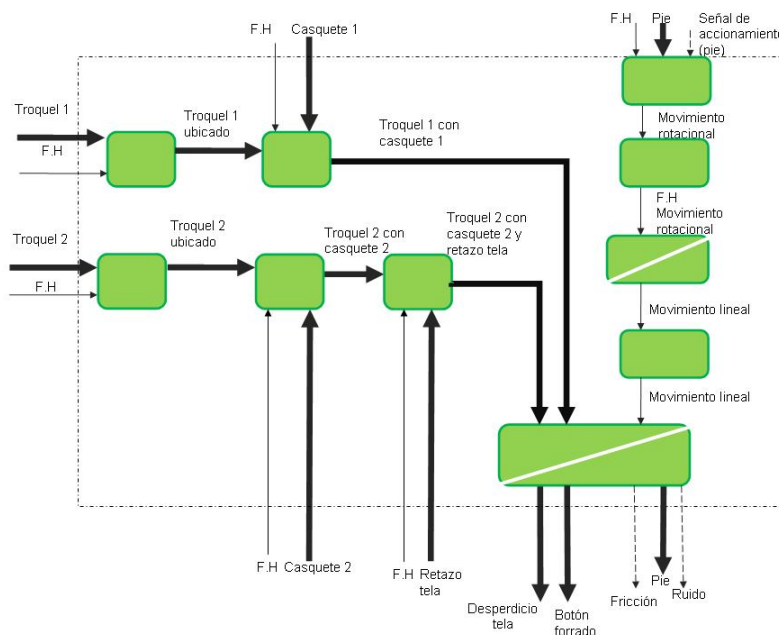 F.H
Pie
Señal de
accionamiento
(pie)
Casquete 1
F.H
Troquel 1
Troquel 1
ubicado
Troquel 1 con
casquete 1
Movimiento
rotacional
F.H
F.H
Movimiento
rotacional
Troquel 2
Troquel 2
ubicado
Troquel 2 con
casquete 2
Troquel 2 con
casquete 2 y
retazo tela
F.H
Movimiento lineal
Movimiento lineal
F.H
Casquete 2
F.H
Retazo
tela
Desperdicio
tela
Botón
forrado
Fricción
Pie
Ruido